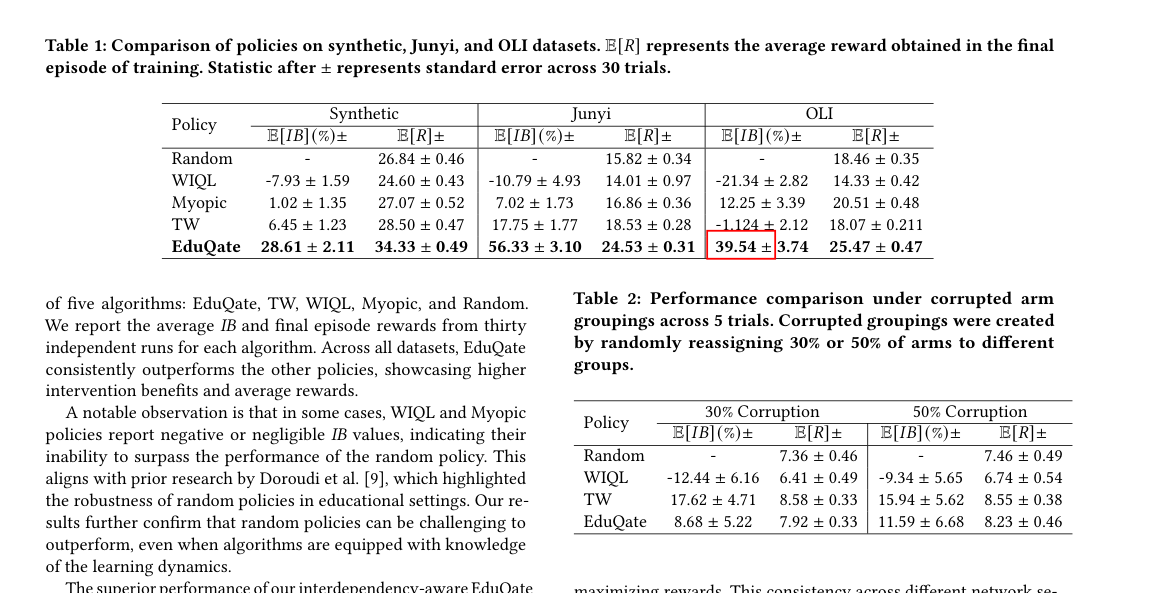 Table 1: Comparison of policies on synthetic, Junyi, and OLI datasets. 𝔼[R] represents the average reward obtained in the final
episode of training. Statistic after ± represents standard error across 30 trials.
Policy Synthetic Junyi OLI
𝔼[IB](%)± 𝔼[R]± 𝔼[IB](%)± 𝔼[R]± 𝔼[IB](%)± 𝔼[R]±
Random - 26.84 ± 0.46 - 15.82 ± 0.34 - 18.46 ± 0.35
WIQL -7.93 ± 1.59 24.60 ± 0.43 -10.79 ± 4.93 14.01 ± 0.97 -21.34 ± 2.82 14.33 ± 0.42
Myopic 1.02 ± 1.35 27.07 ± 0.52 7.02 ± 1.73 16.86 ± 0.36 12.25 ± 3.39 20.51 ± 0.48
TW 6.45 ± 1.23 28.50 ± 0.47 17.75 ± 1.77 18.53 ± 0.28 -1.124 ± 2.12 18.07 ± 0.211
EduQate 28.61 ± 2.11 34.33 ± 0.49 56.33 ± 3.10 24.53 ± 0.31 39.54 ± 3.74 25.47 ± 0.47
of five algorithms: EduQate, TW, WIQL, Myopic, and Random.
We report the average IB and final episode rewards from thirty
independent runs for each algorithm. Across all datasets, EduQate
consistently outperforms the other policies, showcasing higher
intervention benefits and average rewards.
A notable observation is that in some cases, WIQL and Myopic
policies report negative or negligible IB values, indicating their
inability to surpass the performance of the random policy. This
aligns with prior research by Doroudi et al. [9], which highlighted
the robustness of random policies in educational settings. Our re-
sults further confirm that random policies can be challenging to
outperform, even when algorithms are equipped with knowledge
of the learning dynamics.
The superior performance of our interdependency-aware EduQate
Table 2: Performance comparison under corrupted arm
groupings across 5 trials. Corrupted groupings were created
by randomly reassigning 30% or 50% of arms to different
groups.
Policy 30% Corruption 50% Corruption
𝔼[IB](%)± 𝔼[R]± 𝔼[IB](%)± 𝔼[R]±
Random - 7.36 ± 0.46 - 7.46 ± 0.49
WIQL -12.44 ± 6.16 6.41 ± 0.49 -9.34 ± 5.65 6.74 ± 0.54
TW 17.62 ± 4.71 8.58 ± 0.33 15.94 ± 5.62 8.55 ± 0.38
EduQate 8.68 ± 5.22 7.92 ± 0.33 11.59 ± 6.68 8.23 ± 0.46
maximizing rewards. This consistency across different network se-